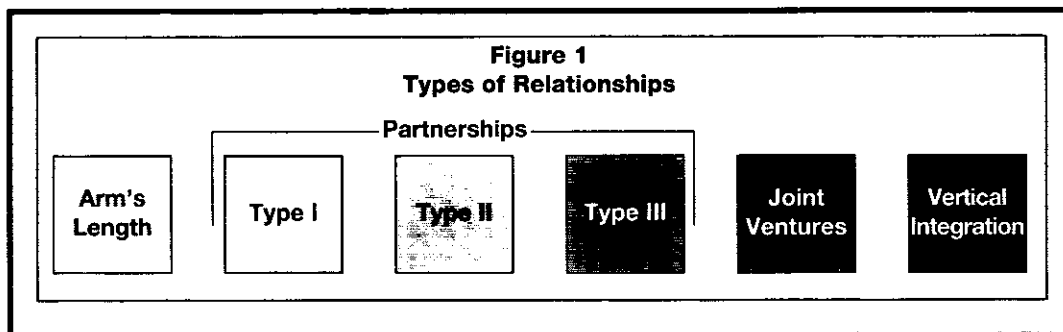 Figure 1
Types of Relationships
Partnerships
Arm's
Length
Type I
Type II
Type III
Joint
Ventures
Vertical
Integration